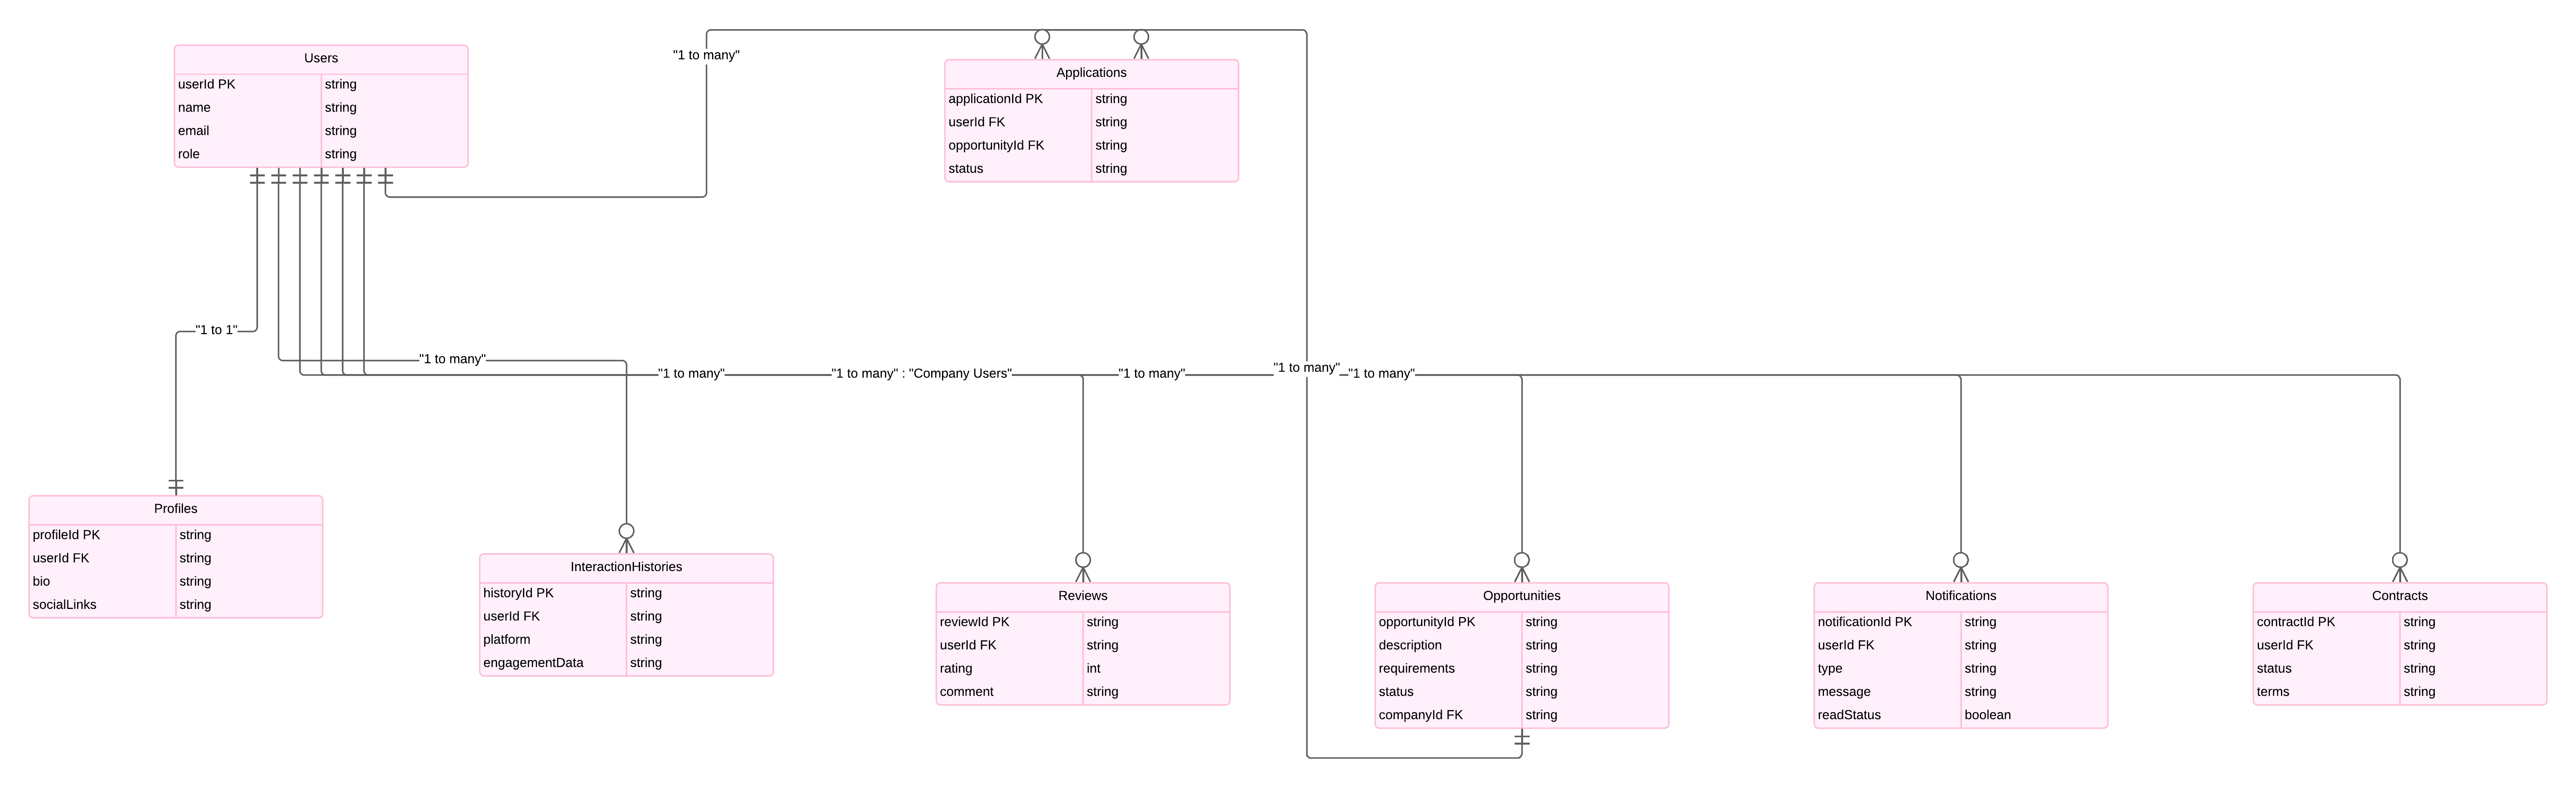 "1 to many"
Users
userId PK string
name string
email string
role string
Applications
applicationId PK string
userId FK string
opportunityId FK string
status string
"1 to 1"
"1 to many"
"1 to many"
"1 to many" : "Company Users"
"1 to many"
"1 to many"
"1 to many"
Profiles
profileId PK string
userId FK string
bio string
socialLinks string
InteractionHistories
historyId PK string
userId FK string
platform string
engagementData string
Reviews
reviewId PK string
userId FK string
rating int
comment string
Opportunities
opportunityId PK string
description string
requirements string
status string
companyId FK string
Notifications
notificationId PK string
userId FK string
type string
message string
readStatus boolean
Contracts
contractId PK string
userId FK string
status string
terms string